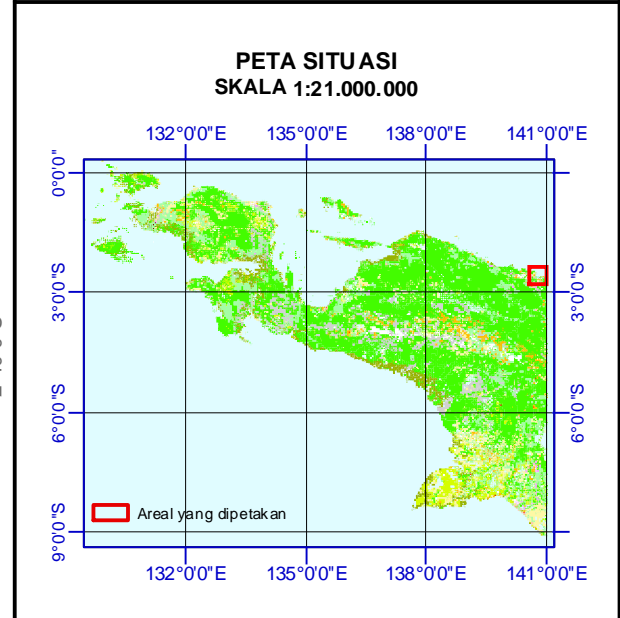 PETA SITUASI
SKALA 1:21.000.000
132°0'0"E 135°0'0"E 138°0'0"E 141°0'0"E
0°0'0"
3°0'0"S 3°0'0"S
6°0'0"S 6°0'0"S
Areal yang dipetakan
9°0'0"S
132°0'0"E 135°0'0"E 138°0'0"E 141°0'0"E